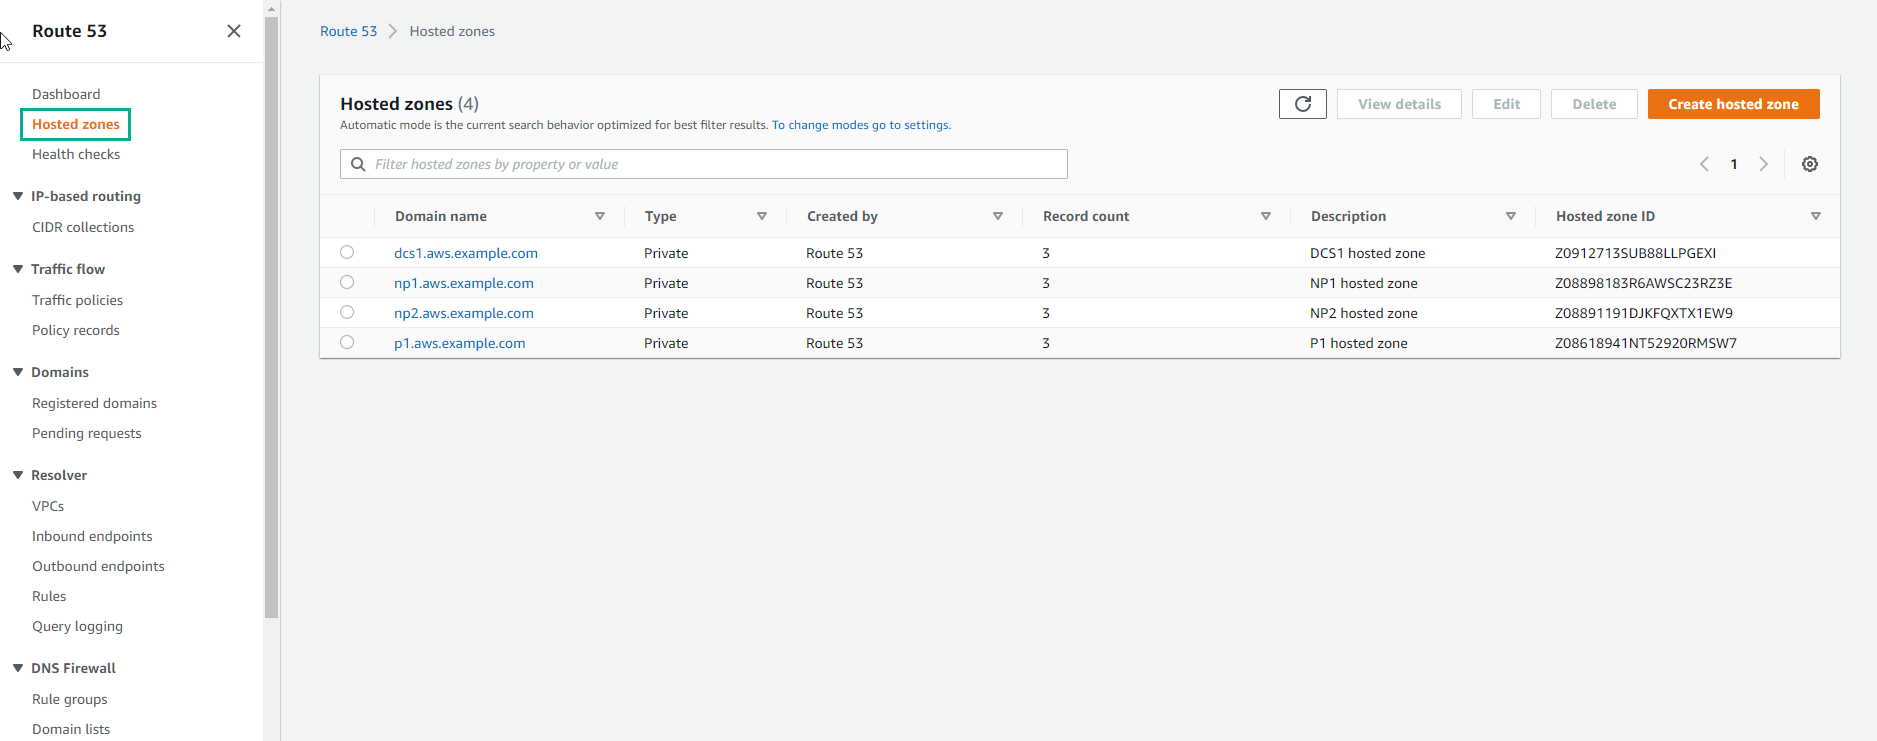 Route 53
Dashboard
Hosted zones
Health checks
IP-based routing
CIDR collections
Traffic flow
Traffic policies
Policy records
Domains
Registered domains
Pending requests
Resolver
VPCs
Inbound endpoints
Outbound endpoints
Rules
Query logging
DNS Firewall
Rule groups
Domain lists
Route 53 > Hosted zones
Hosted zones (4) View details Edit Delete Create hosted zone
Automatic mode is the current search behavior optimized for best filter results. To change modes go to settings.
Filter hosted zones by property or value 1
Domain name Type Created by Record count Description Hosted zone ID
dcs1.aws.example.com Private Route 53 3 DCS1 hosted zone Z0912713SUB88LLPGEXI
np1.aws.example.com Private Route 53 3 NP1 hosted zone Z08898183R6AWSC23RZ3E
np2.aws.example.com Private Route 53 3 NP2 hosted zone Z08891191DJKFQXTX1EW9
p1.aws.example.com Private Route 53 3 P1 hosted zone Z08618941NT52920RMSW7